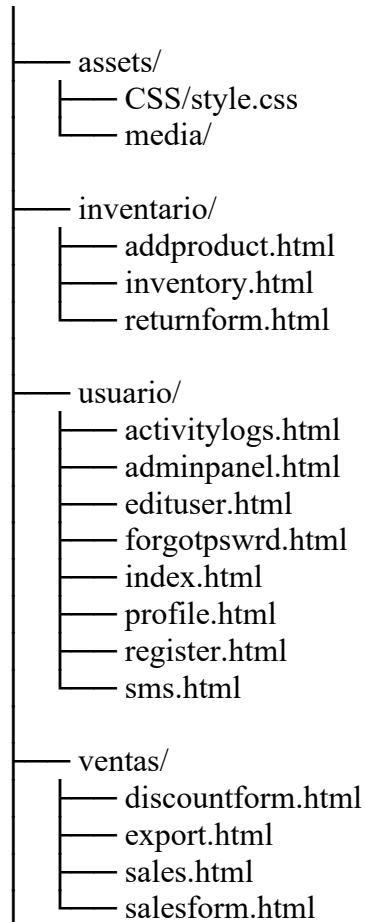 assets/
CSS/style.css
media/
inventario/
addproduct.html
inventory.html
returnform.html
usuario/
activitylogs.html
adminpanel.html
edituser.html
forgotpswrd.html
index.html
profile.html
register.html
sms.html
ventas/
discountform.html
export.html
sales.html
salesform.html